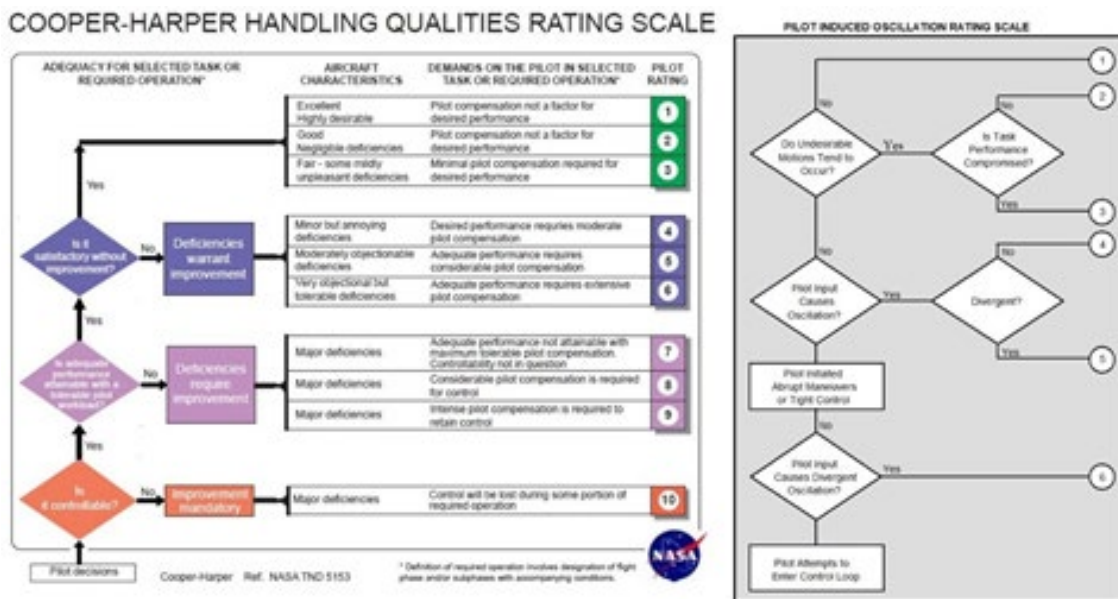 COOPER-HARPER HANDLING QUALITIES RATING SCALE
ADEQUACY FOR SELECTED TASK OR
REQUIRED OPERATION*
AIRCRAFT
CHARACTERISTICS
DEMANDS ON THE PILOT IN SELECTED
TASK OR REQUIRED OPERATION*
PILOT
RATING
Excellent
Highly desirable
Pilot compensation not a factor for
desired performance
1
Good
Negligible deficiencies
Pilot compensation not a factor for
desired performance
2
Fair - some mildly
unpleasant deficiencies
Minimal pilot compensation required for
desired performance
3
Yes
Is it
satisfactory without
improvement?
No
Deficiencies
warrant
improvement
Minor but annoying
deficiencies
Desired performance requries moderate
pilot compensation
4
Moderately objectionable
deficiencies
Adequate performance requires
considerable pilot compensation
5
Very objectional but
tolerable deficiencies
Adequate performance requires extensive
pilot compensation
6
Yes
Is adequate
performance
attainable with a
tolerable pilot
workload?
No
Deficiencies
require
improvement
Major deficiencies
Adequate performance not attainable with
maximum tolerable pilot compensation.
Controllability not in question
7
Major deficiencies
Considerable pilot compensation is required
for control
8
Major deficiencies
Intense pilot compensation is required to
retain control
9
Yes
Is
it controllable?
No
Improvement
mandatory
Major deficiencies
Control will be lost during some portion of
required operation
10
Pilot decisions
Cooper-Harper Ref. NASA TND 5153
* Definition of required operation involves designation of flight
phase and/or subphases with accompanying conditions.
NASA
PILOT INDUCED OSCILLATION RATING SCALE
1
No
2
No
Do Undesirable
Motions Tend to
Occur?
Yes
Is Task
Performance
Compromised?
Yes
3
No
4
No
Pilot Input
Causes
Oscillation?
Yes
Divergent?
Yes
5
Pilot Initiated
Abrupt Maneuvers
or Tight Control
No
Pilot Input
Causes Divergent
Oscillation?
Yes
6
Pilot Attempts to
Enter Control Loop